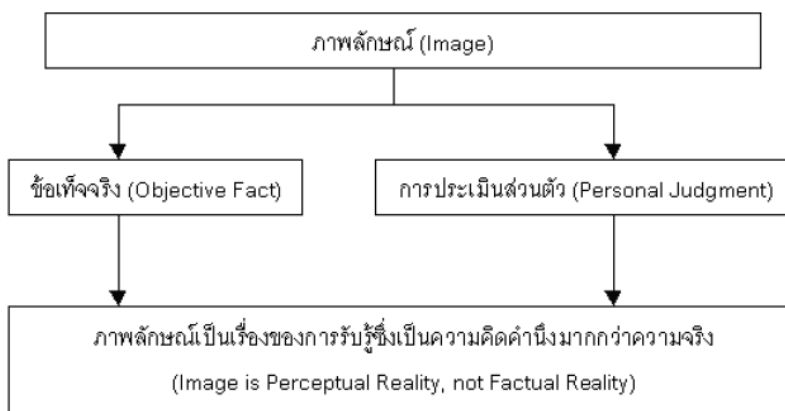 ภาพลักษณ์ (Image)
ข้อเท็จจริง (Objective Fact)
การประเมินส่วนตัว (Personal Judgment)
ภาพลักษณ์เป็นเรื่องของการรับรู้ซึ่งเป็นความคิดคำนึงมากกว่าความจริง
(Image is Perceptual Reality, not Factual Reality)